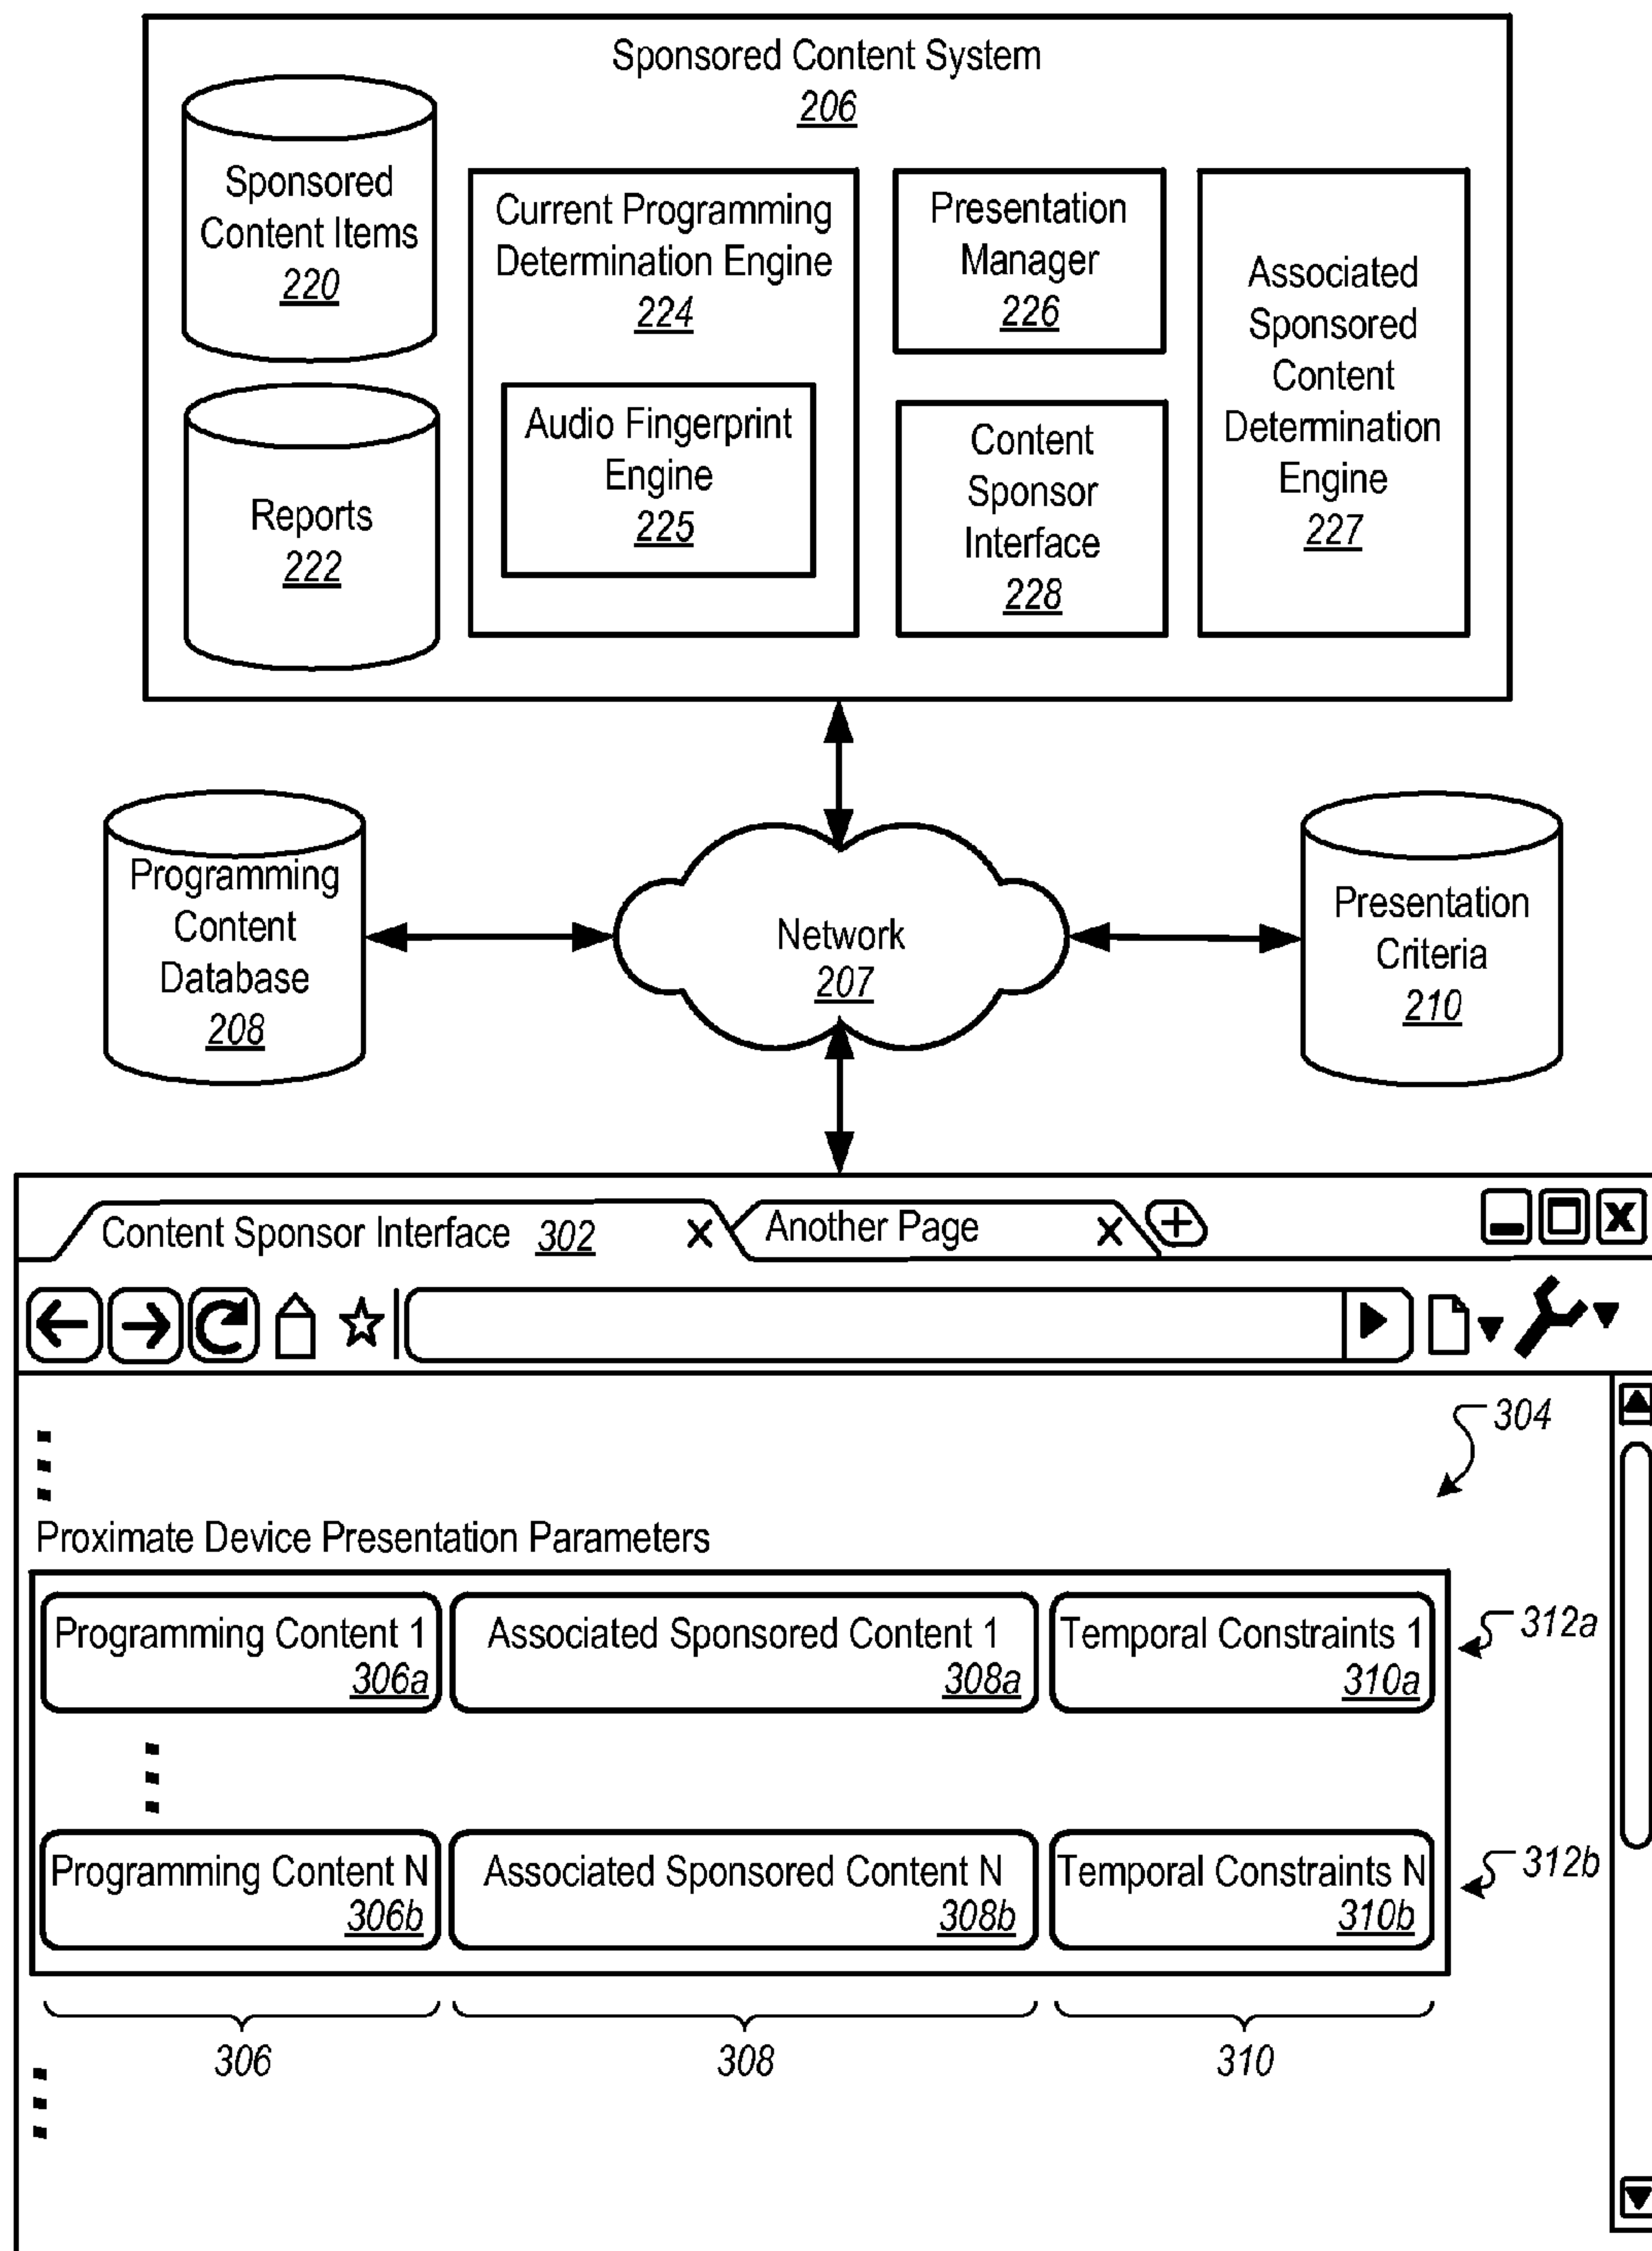 Sponsored Content System
206
Sponsored
Content Items
220
Reports
222
Current Programming
Determination Engine
224
Audio Fingerprint
Engine
225
Presentation
Manager
226
Content
Sponsor
Interface
228
Associated
Sponsored
Content
Determination
Engine
227
Programming
Content
Database
208
Network
207
Presentation
Criteria
210
Content Sponsor Interface 302 X
Another Page X
304
Proximate Device Presentation Parameters
Programming Content 1
306a
Associated Sponsored Content 1
308a
Temporal Constraints 1
310a
312a
Programming Content N
306b
Associated Sponsored Content N
308b
Temporal Constraints N
310b
312b
306
308
310